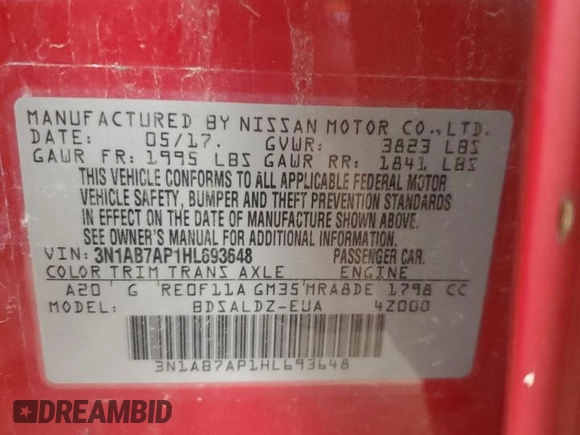 MANUFACTURED BY NISSAN MOTOR CO.,LTD.
DATE: 05/17. GVWR: 3823 LBS
GAWR FR: 1995 LBS GAWR RR: 1841 LBS
THIS VEHICLE CONFORMS TO ALL APPLICABLE FEDERAL MOTOR
VEHICLE SAFETY, BUMPER AND THEFT PREVENTION STANDARDS
IN EFFECT ON THE DATE OF MANUFACTURE SHOWN ABOVE.
SEE OWNER'S MANUAL FOR ADDITIONAL INFORMATION.
VIN: 3N1AB7AP1HL693648 PASSENGER CAR.
COLOR TRIM TRANS AXLE ENGINE
A20 G RE0F11A GM35 MRA8DE 1798 CC
MODEL: BDSALDZ-EUA 4Z000
3N1AB7AP1HL693648
DREAMBID